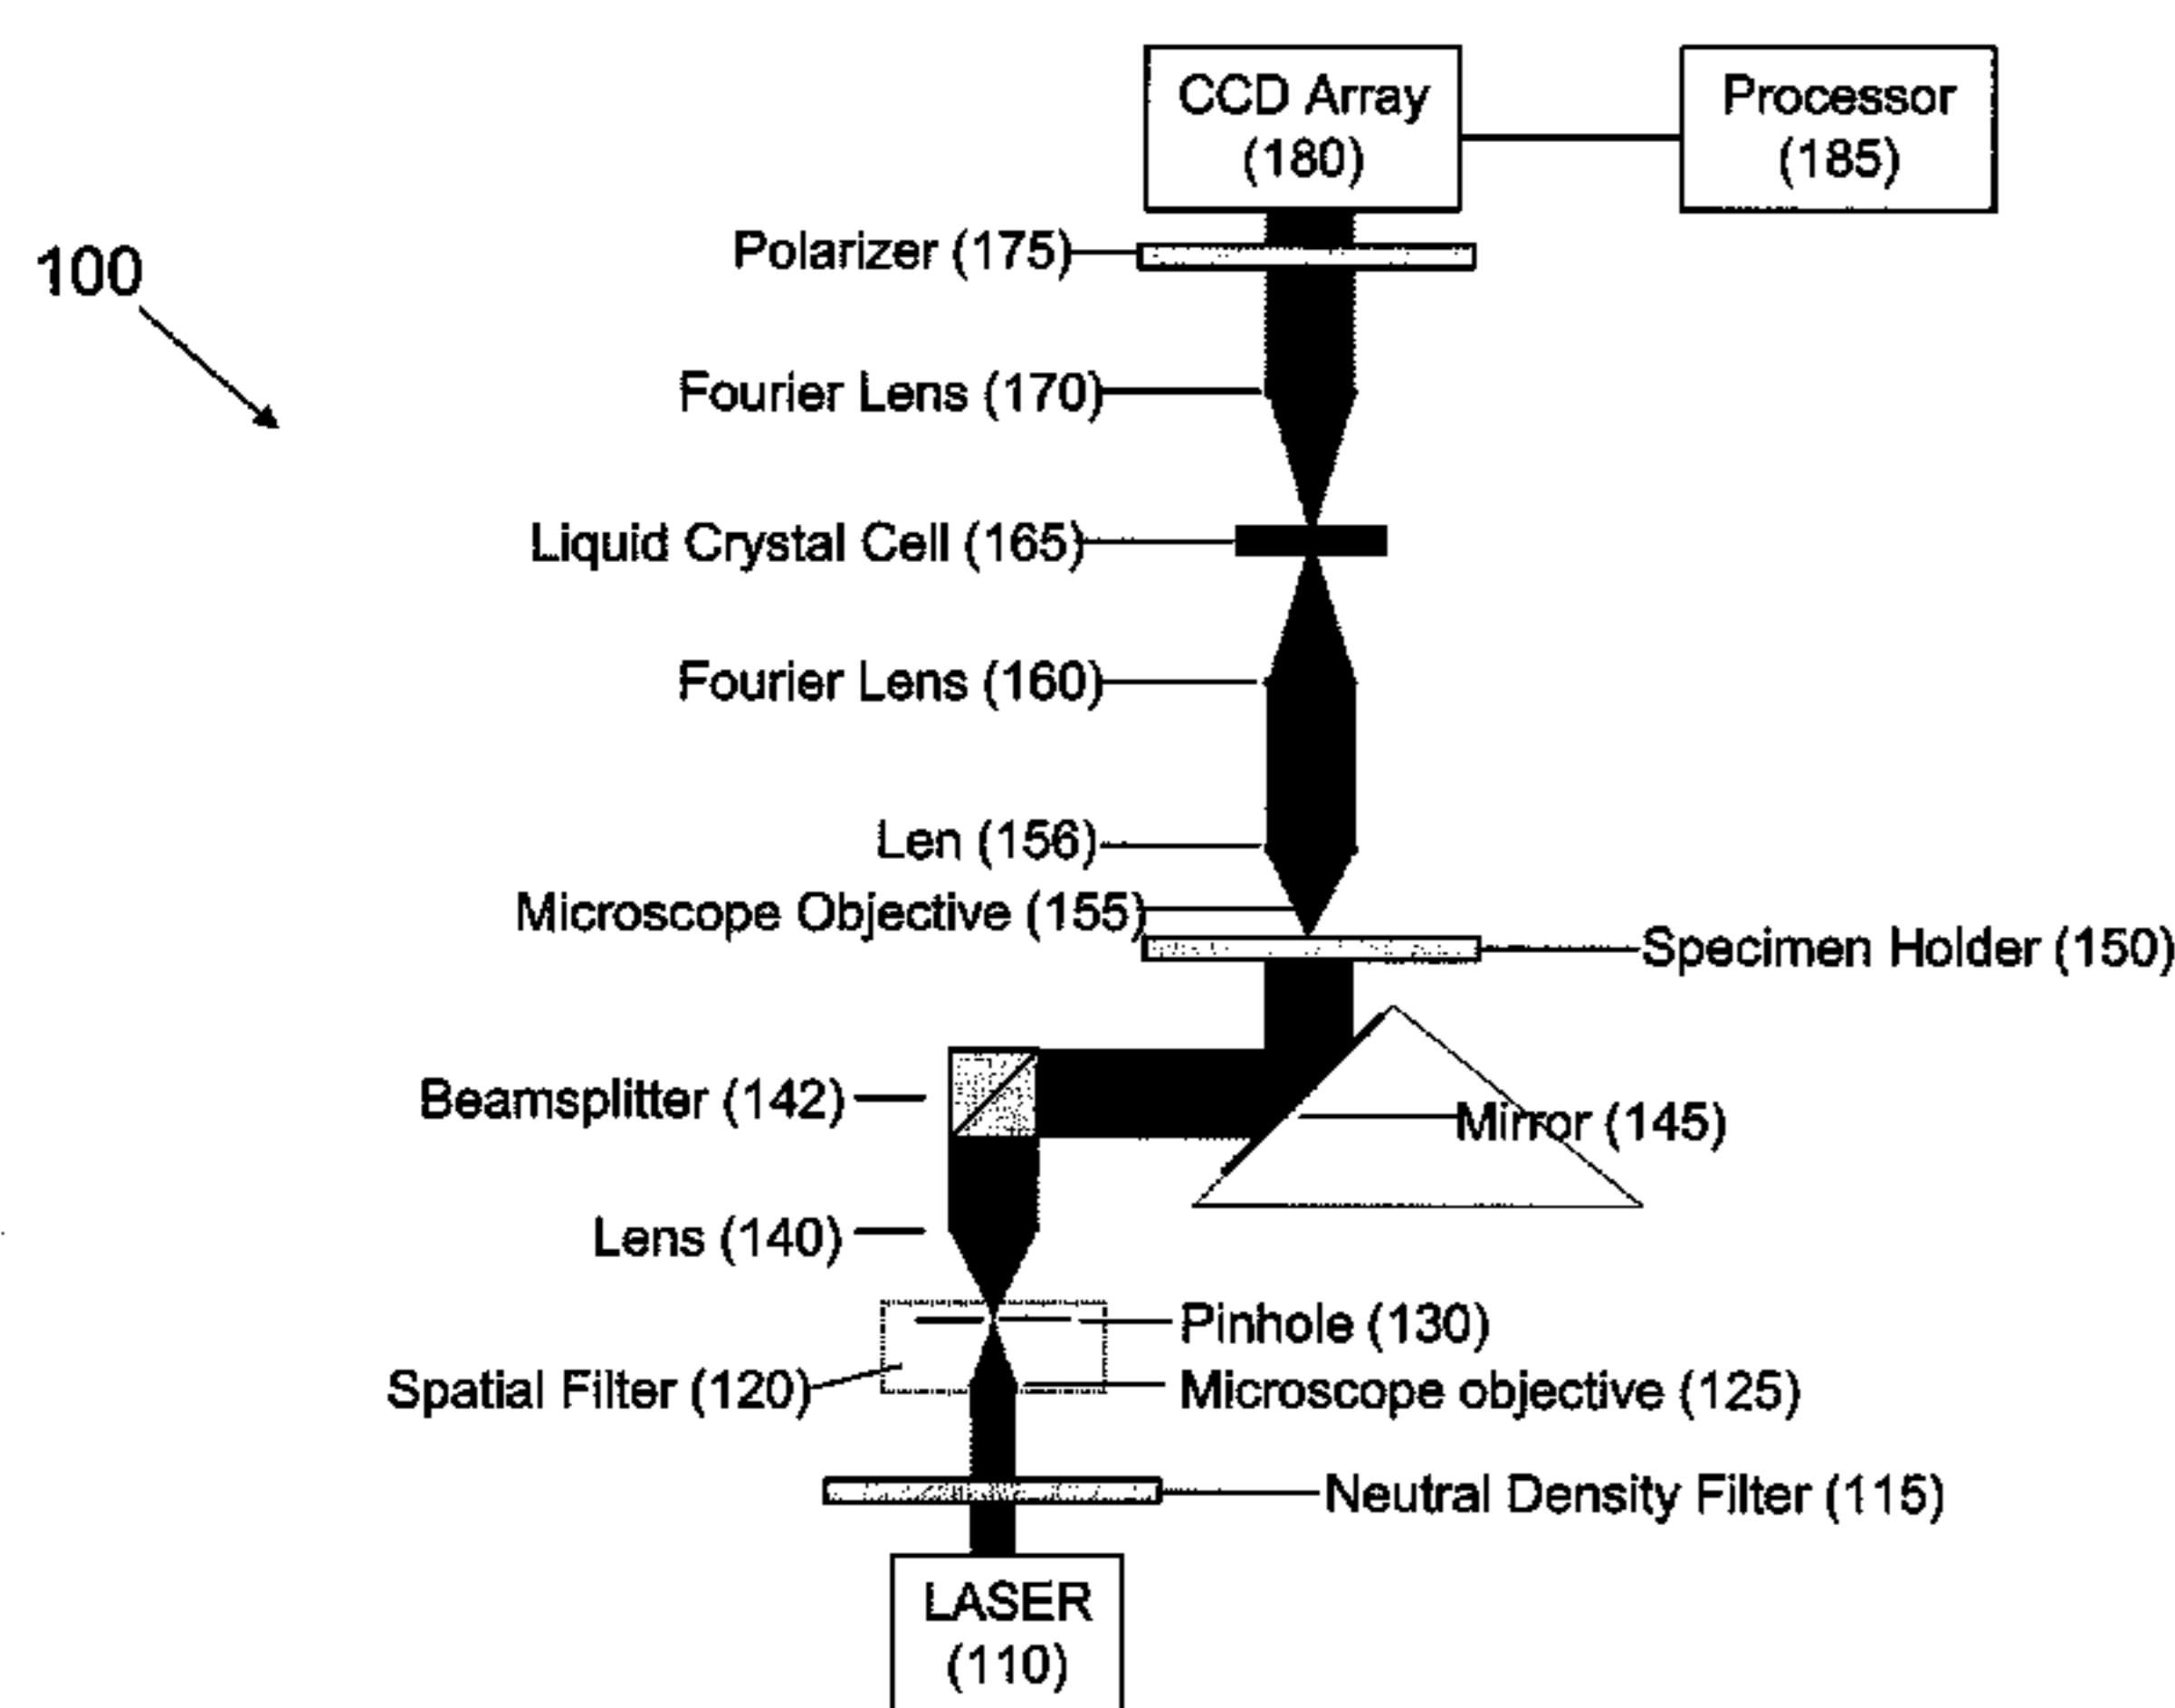 CCD Array
(180)
Processor
(185)
Polarizer (175)
100
Fourier Lens (170)
Liquid Crystal Cell (165)
Fourier Lens (160)
Len (156)
Microscope Objective (155)
Specimen Holder (150)
Beamsplitter (142)
Mirror (145)
Lens (140)
Pinhole (130)
Spatial Filter (120)
Microscope objective (125)
Neutral Density Filter (115)
LASER
(110)